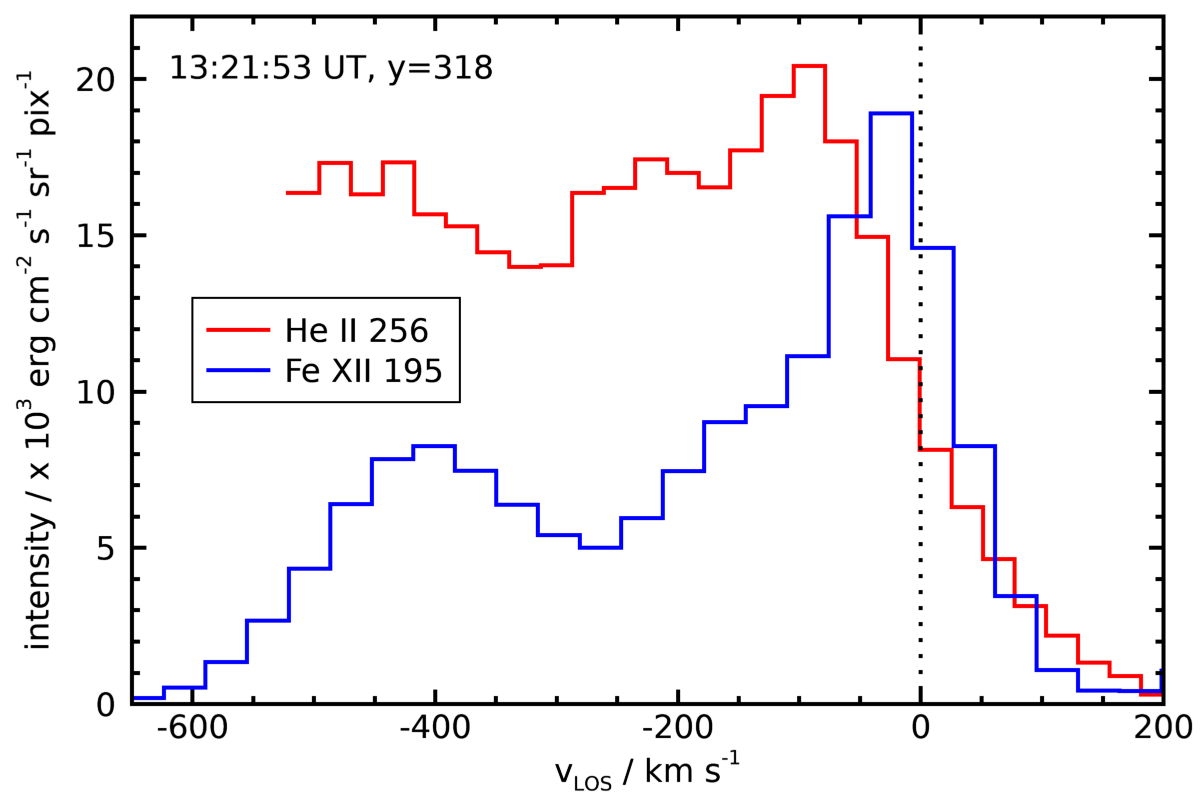 13:21:53 UT, y=318
intensity / x 10³ erg cm⁻² s⁻¹ sr⁻¹ pix⁻¹
20
15
10
5
0
He II 256
Fe XII 195
-600 -400 -200 0 200
v_LOS / km s⁻¹